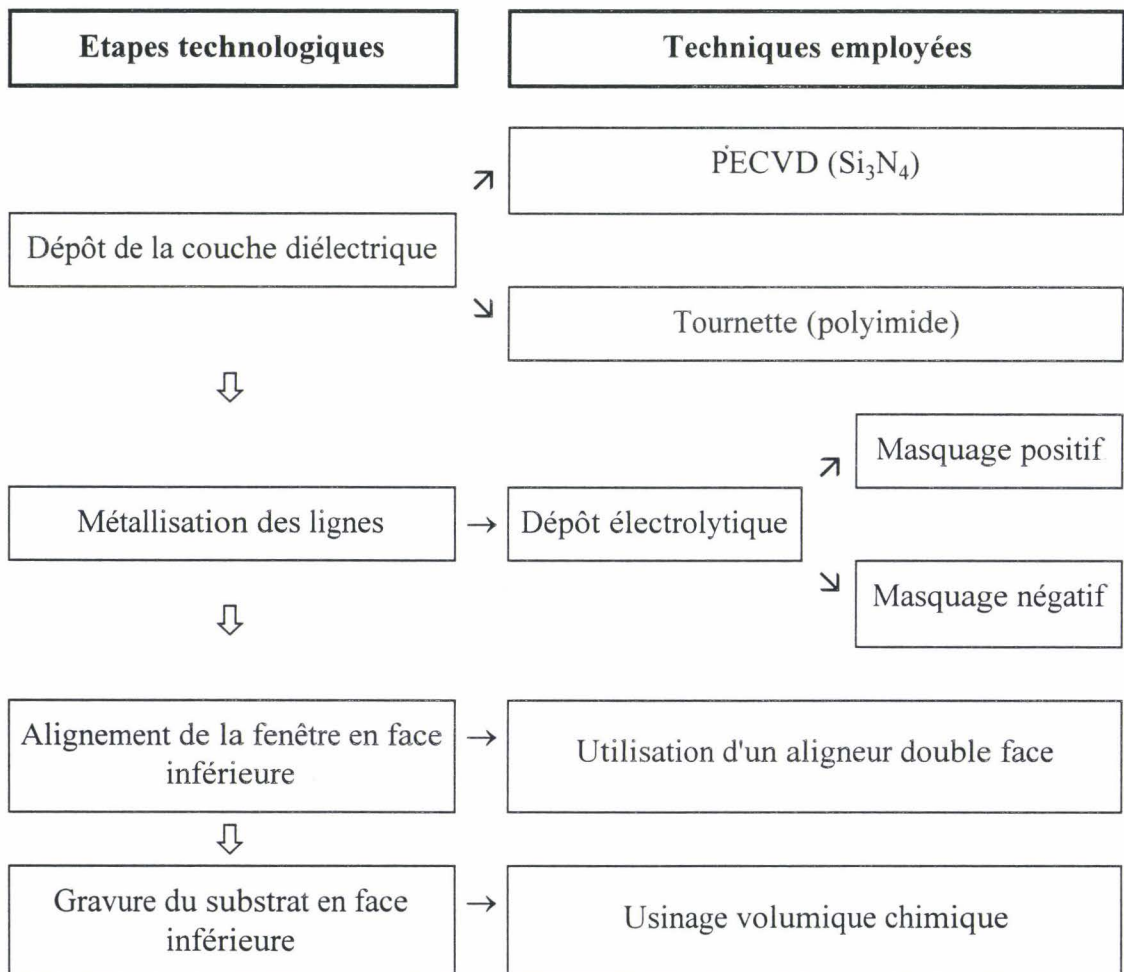 Etapes technologiques
Techniques employées
PECVD (Si₃N₄)
Dépôt de la couche diélectrique
Tournette (polyimide)
Masquage positif
Métallisation des lignes
Dépôt électrolytique
Masquage négatif
Alignement de la fenêtre en face
inférieure
Utilisation d'un aligneur double face
Gravure du substrat en face
inférieure
Usinage volumique chimique